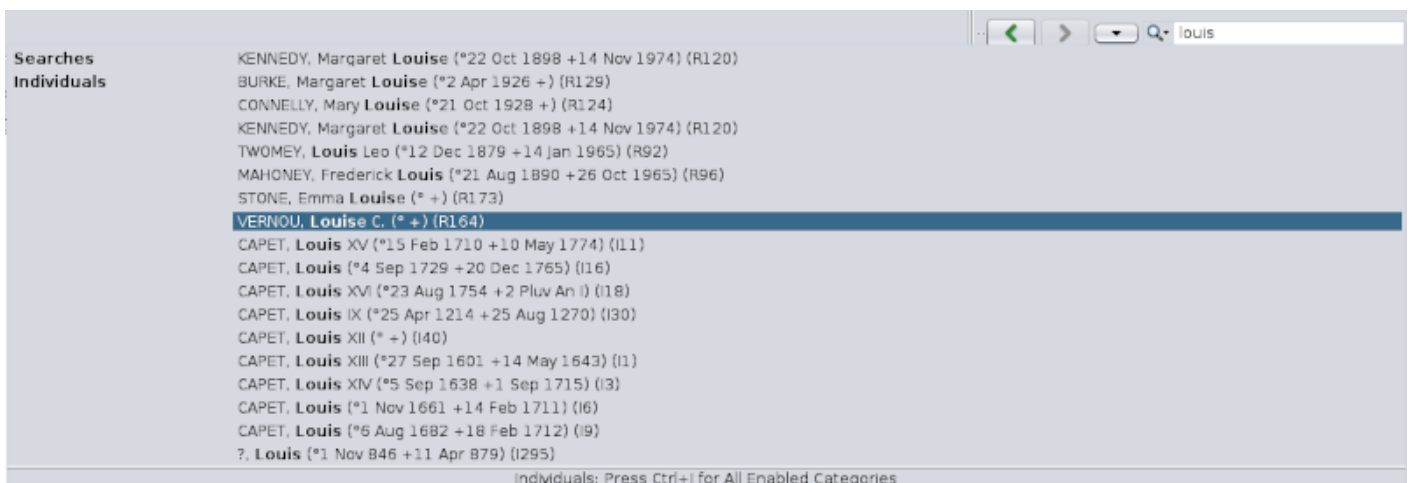 louis
Searches KENNEDY, Margaret Louise (°22 Oct 1898 +14 Nov 1974) (R120)
Individuals BURKE, Margaret Louise (°2 Apr 1926 +) (R129)
CONNELLY, Mary Louise (°21 Oct 1928 +) (R124)
KENNEDY, Margaret Louise (°22 Oct 1898 +14 Nov 1974) (R120)
TWOMEY, Louis Leo (°12 Dec 1879 +14 Jan 1965) (R92)
MAHONEY, Frederick Louis (°21 Aug 1890 +26 Oct 1965) (R96)
STONE, Emma Louise (° +) (R173)
VERNOU, Louise C. (° +) (R164)
CAPET, Louis XV (°15 Feb 1710 +10 May 1774) (I11)
CAPET, Louis (°4 Sep 1729 +20 Dec 1765) (I16)
CAPET, Louis XVI (°23 Aug 1754 +2 Pluv An I) (I18)
CAPET, Louis IX (°25 Apr 1214 +25 Aug 1270) (I30)
CAPET, Louis XII (° +) (I40)
CAPET, Louis XIII (°27 Sep 1601 +14 May 1643) (I1)
CAPET, Louis XIV (°5 Sep 1638 +1 Sep 1715) (I3)
CAPET, Louis (°1 Nov 1661 +14 Feb 1711) (I6)
CAPET, Louis (°6 Aug 1682 +18 Feb 1712) (I9)
?, Louis (°1 Nov 846 +11 Apr 879) (I295)
Individuals: Press Ctrl+I for All Enabled Categories